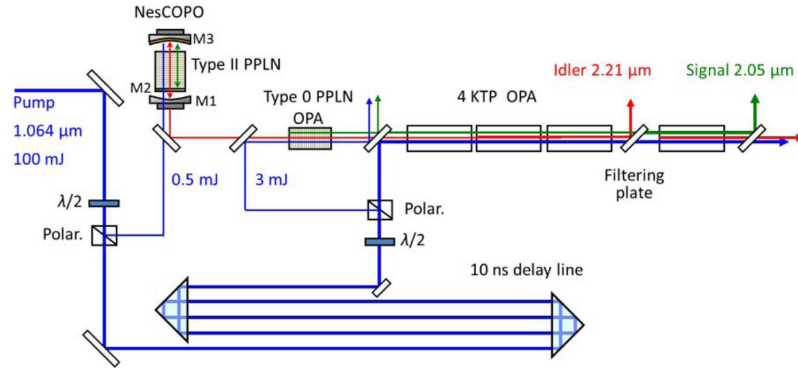 NesCOPO
M3
Type II PPLN
M2
M1
Pump
1.064 µm
100 mJ
Type 0 PPLN
OPA
4 KTP OPA
Idler 2.21 µm
Signal 2.05 µm
0.5 mJ
3 mJ
Filtering
plate
λ/2
Polar.
Polar.
λ/2
10 ns delay line